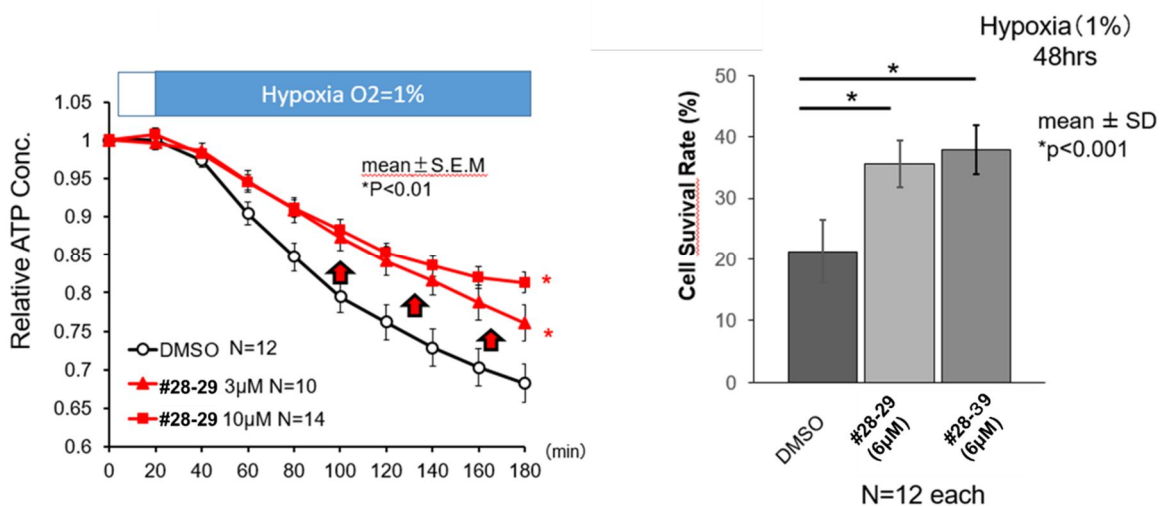 Hypoxia O2=1%
1.05
1
0.95
0.9
0.85
0.8
0.75
0.7
0.65
0.6
Relative ATP Conc.
mean±S.E.M
*P<0.01
*
*
DMSO N=12
#28-29 3μM N=10
#28-29 10μM N=14
0 20 40 60 80 100 120 140 160 180 (min)
Hypoxia(1%)
48hrs
mean ± SD
*p<0.001
50
40
30
20
10
0
Cell Suvival Rate (%)
*
*
DMSO
#28-29
(6μM)
#28-39
(6μM)
N=12 each